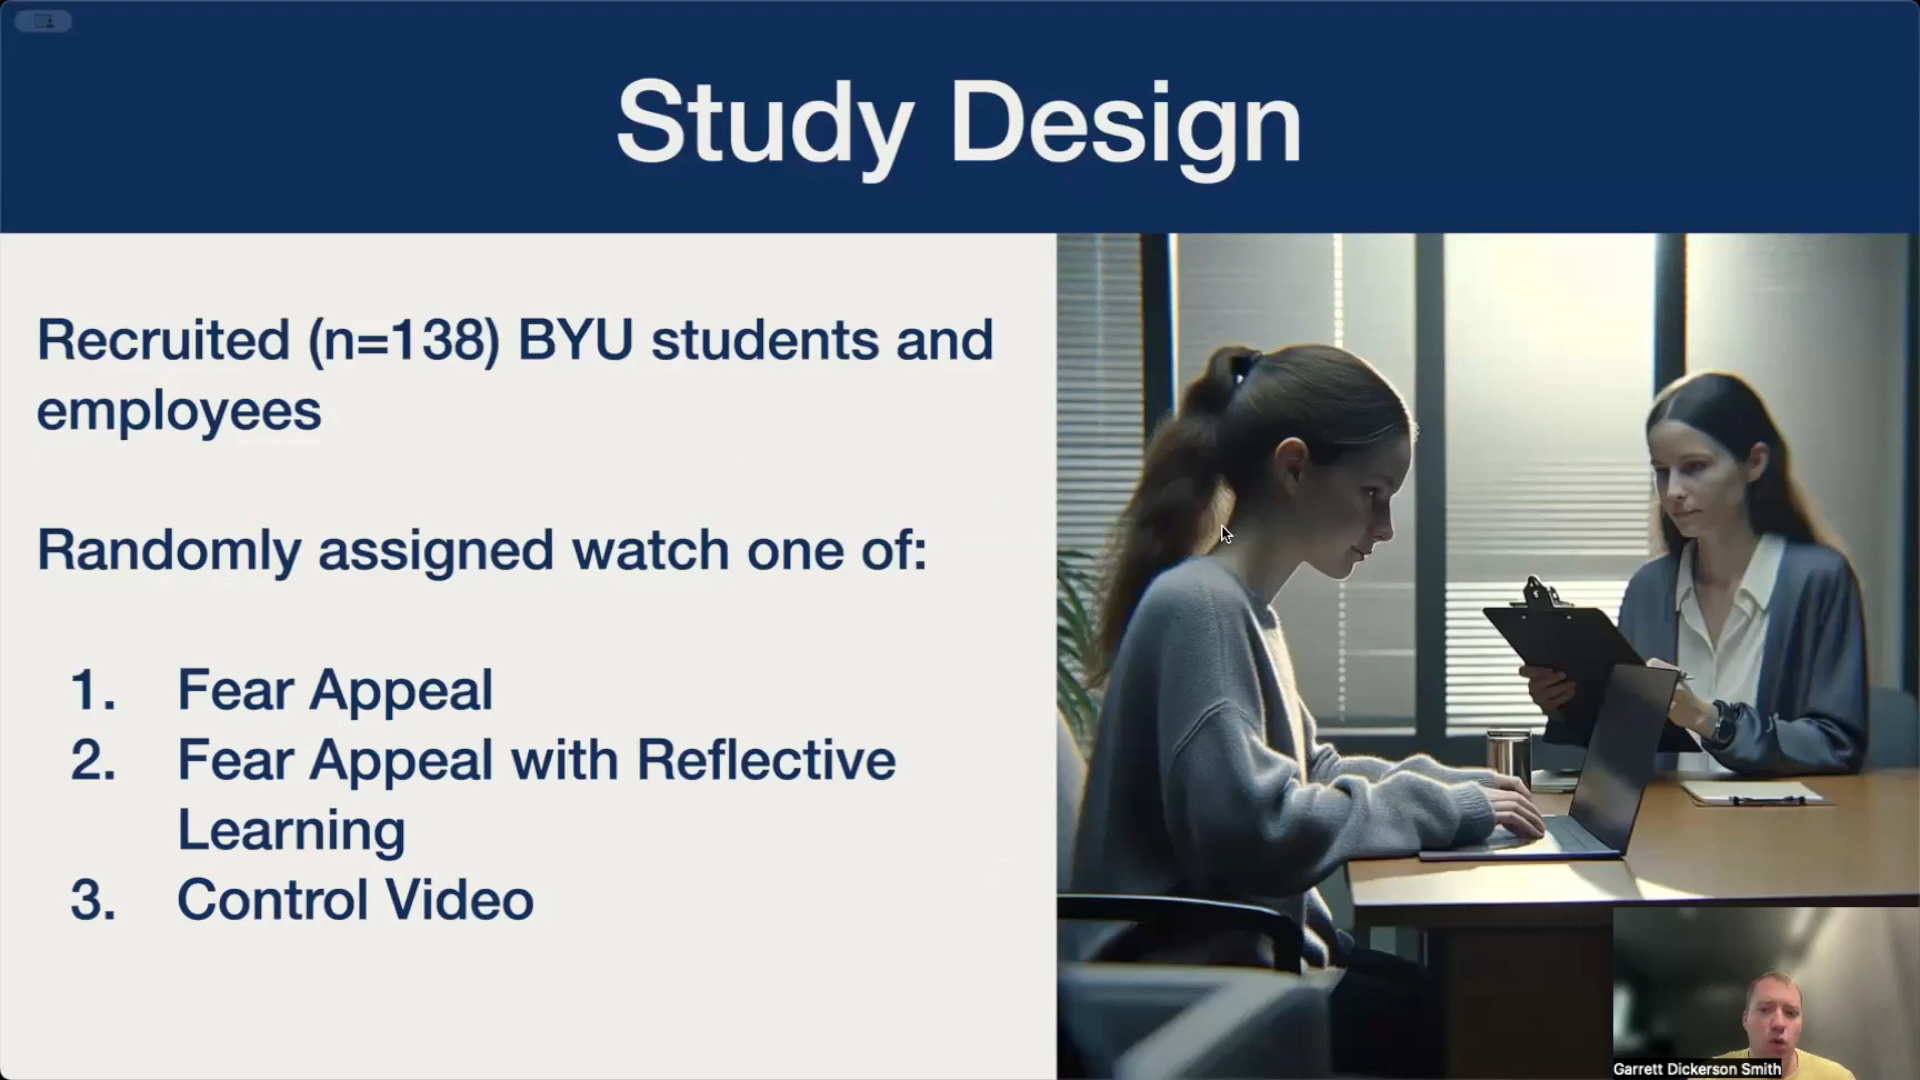 Study Design
Recruited (n=138) BYU students and
employees
Randomly assigned watch one of:
1. Fear Appeal
2. Fear Appeal with Reflective
Learning
3. Control Video
Garrett Dickerson Smith